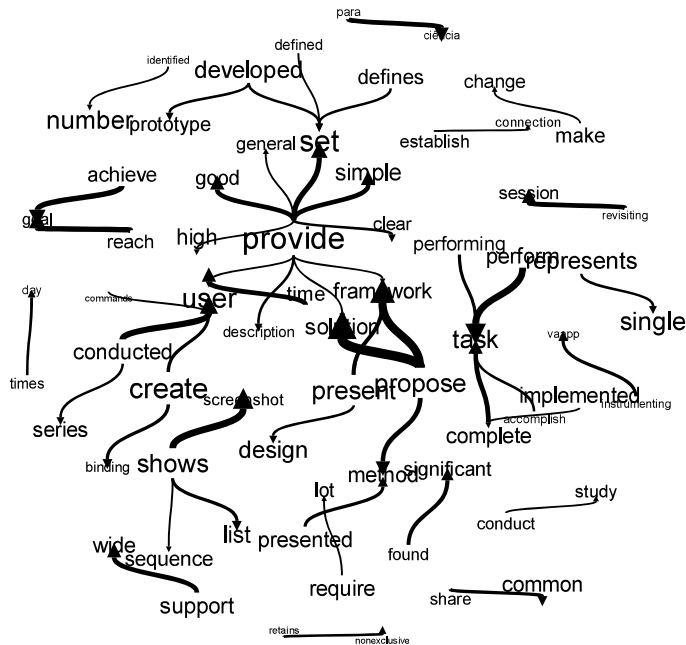 para
ciência
identified
defined
developed
defines
change
number
prototype
general
set
establish
connection
make
achieve
good
simple
session
revisiting
goal
reach
high
provide
clear
performing
perform
represents
day
commands
user
time
framework
description
solution
task
single
vaapp
times
conducted
create
screenshot
present
propose
implemented
instrumenting
accomplish
series
binding
shows
design
complete
lot
method
significant
study
conduct
list
wide
sequence
presented
found
require
support
share
common
retains
nonexclusive